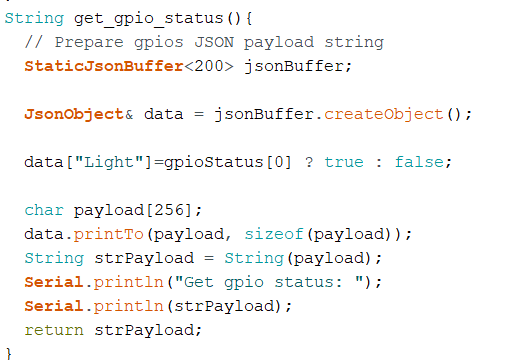 String get_gpio_status(){
  // Prepare gpios JSON payload string
  StaticJsonBuffer<200> jsonBuffer;

  JsonObject& data = jsonBuffer.createObject();

  data["Light"]=gpioStatus[0] ? true : false;

  char payload[256];
  data.printTo(payload, sizeof(payload));
  String strPayload = String(payload);
  Serial.println("Get gpio status: ");
  Serial.println(strPayload);
  return strPayload;
}